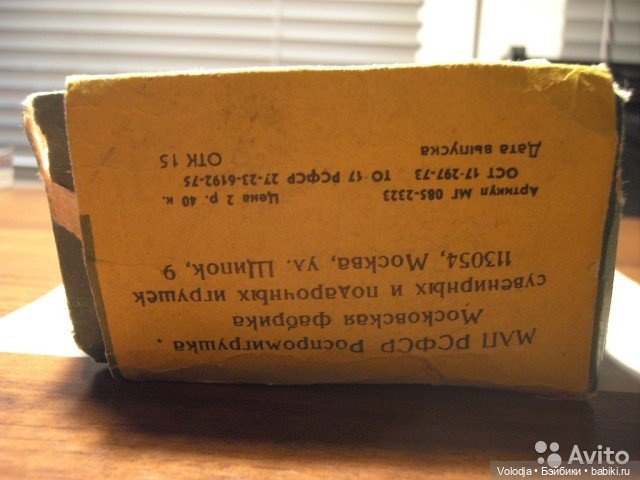 МЛП РСФСР Роспромигрушка
Московская фабрика
сувенирных и подарочных игрушек
113054, Москва, ул. Щипок, 9
Артикул МГ 085-2323 Цена 2 р. 40 к.
ОСТ 17-297-73 ТО 17 РСФСР 27-23-6192-75
Дата выпуска ОТК 15
Avito
Volodja • Бэйбики • babiki.ru